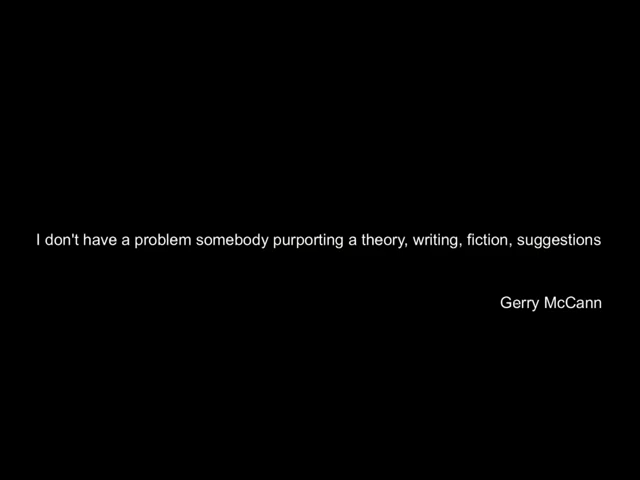 I don't have a problem somebody purporting a theory, writing, fiction, suggestions
Gerry McCann